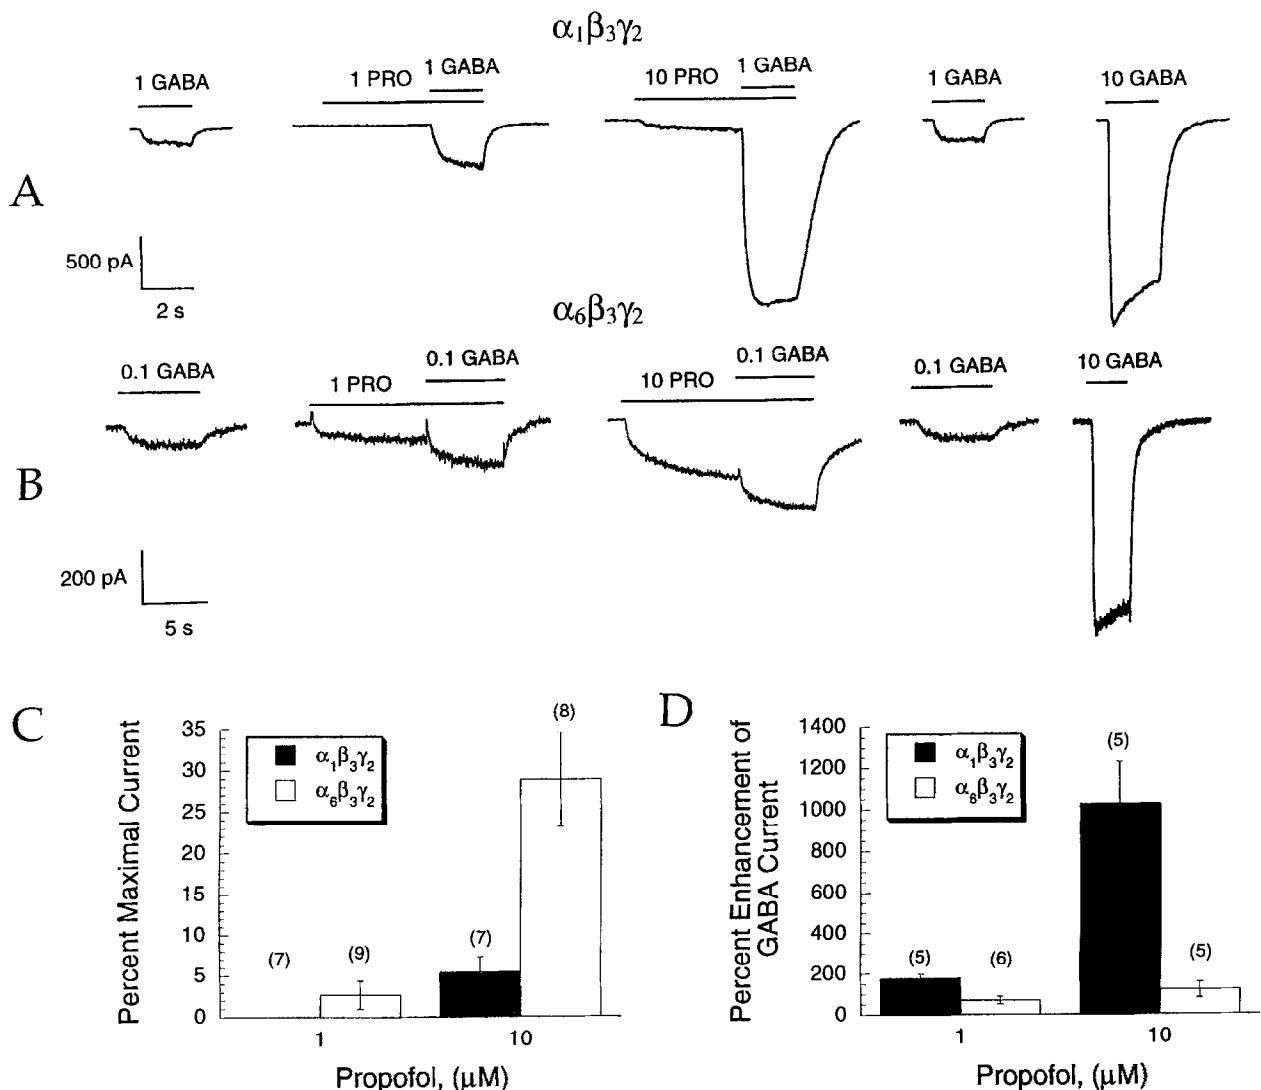 α1β3γ2
1 GABA
1 PRO
1 GABA
10 PRO
1 GABA
1 GABA
10 GABA
A
500 pA
2 s
α6β3γ2
0.1 GABA
1 PRO
0.1 GABA
10 PRO
0.1 GABA
0.1 GABA
10 GABA
B
200 pA
5 s
C
Percent Maximal Current
35
30
25
20
15
10
5
0
α1β3γ2
α6β3γ2
(7)
(9)
(7)
(8)
1
10
Propofol, (μM)
D
Percent Enhancement of
GABA Current
1400
1200
1000
800
600
400
200
0
α1β3γ2
α6β3γ2
(5)
(6)
(5)
(5)
1
10
Propofol, (μM)